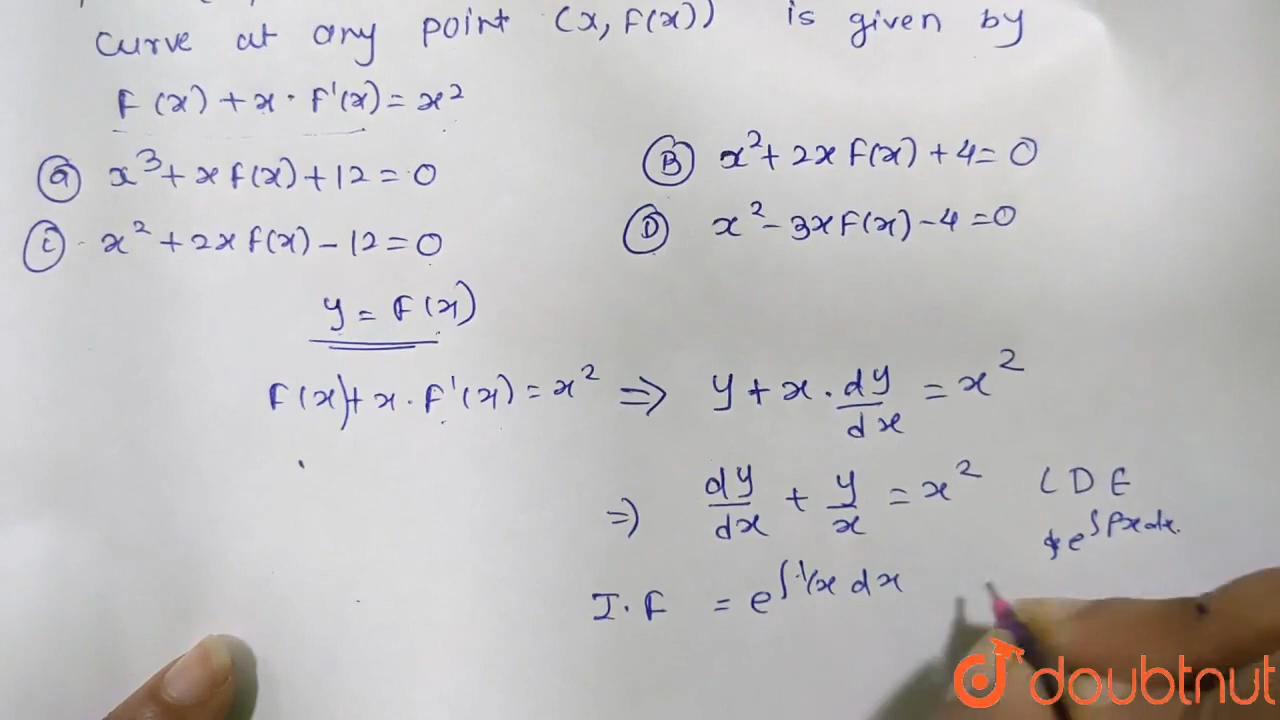 curve at any point (x, F(x)) is given by
F(x) + x · F'(x) = x²
(a) x³ + x F(x) + 12 = 0
(B) x² + 2x F(x) + 4 = 0
(C) x² + 2x F(x) - 12 = 0
(D) x² - 3x F(x) - 4 = 0
y = F(x)
F(x) + x · F'(x) = x² ⇒ y + x · dy/dx = x²
⇒ dy/dx + y/x = x² LDE
e^∫Pxdx.
I.F = e^∫1/x dx
doubtnut